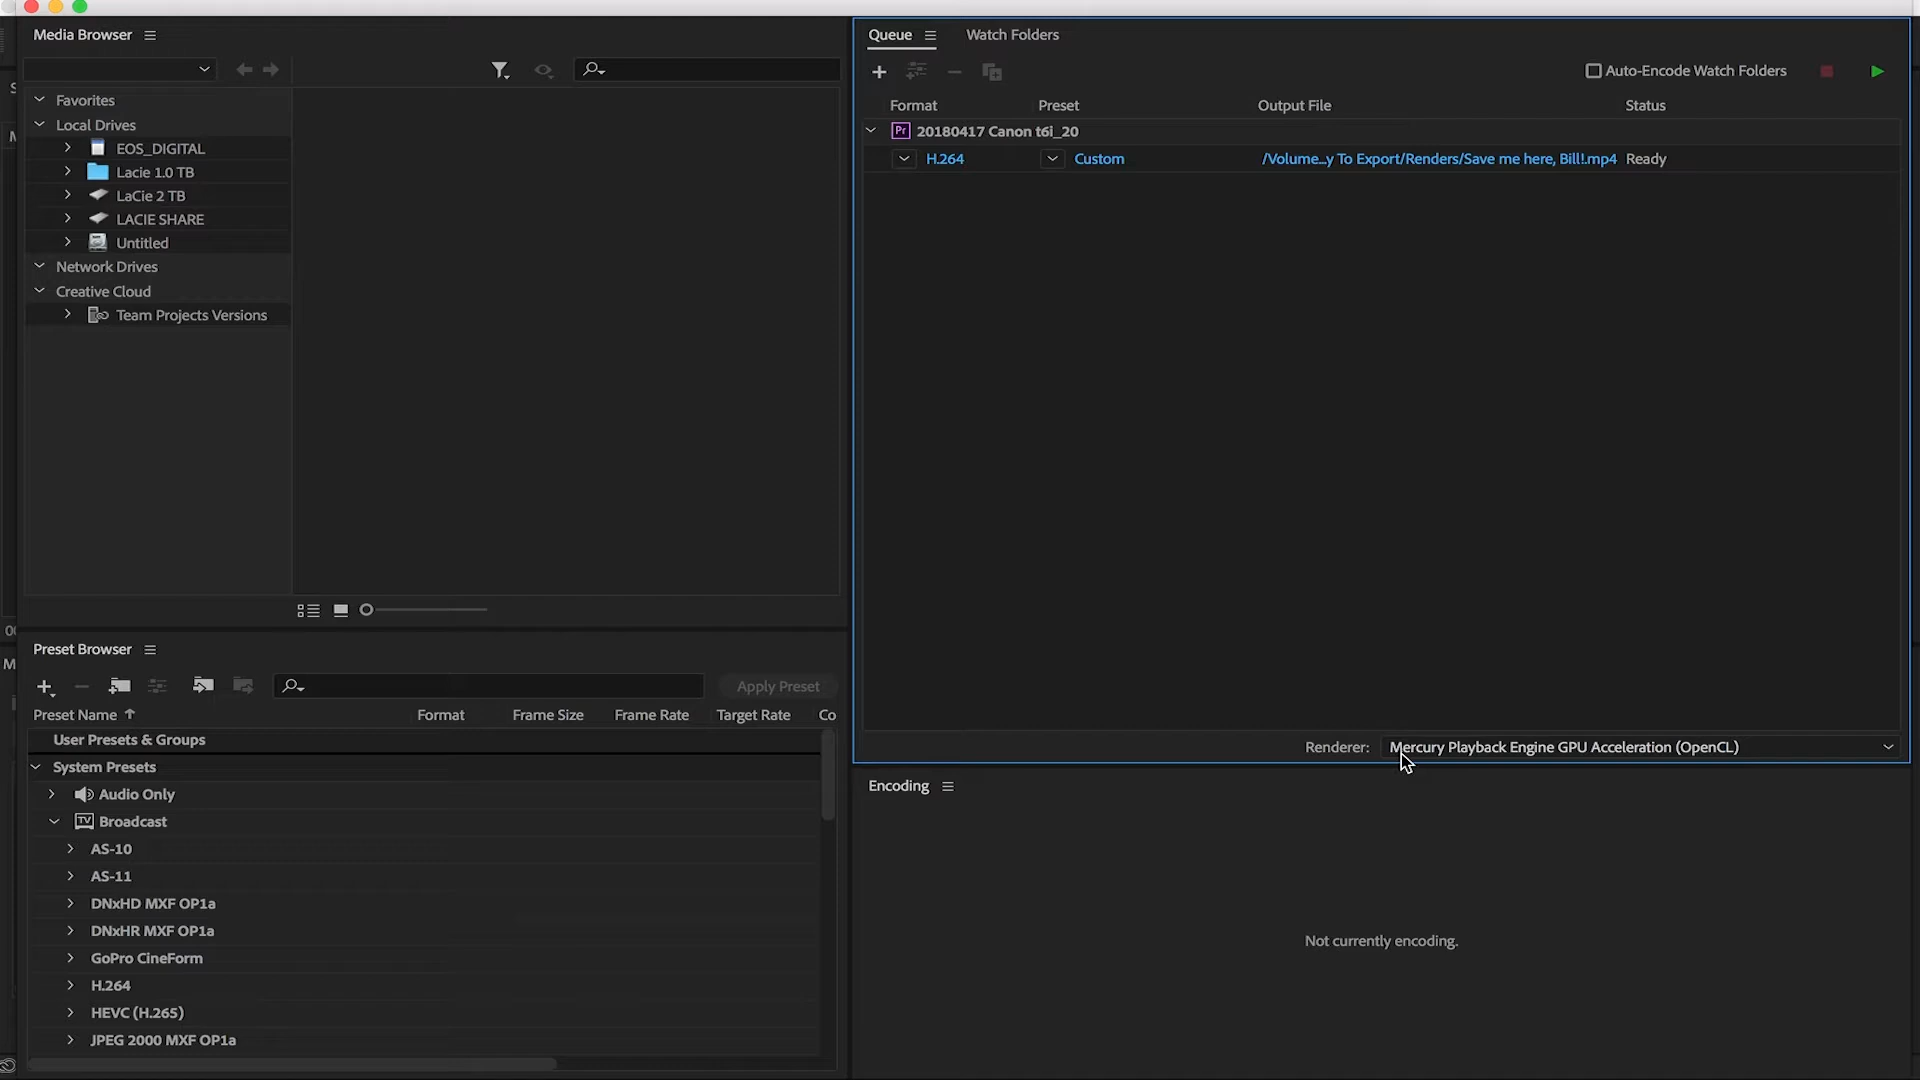 Media Browser
Favorites
Local Drives
EOS_DIGITAL
Lacie 1.0 TB
LaCie 2 TB
LACIE SHARE
Untitled
Network Drives
Creative Cloud
Team Projects Versions
Preset Browser
Apply Preset
Preset Name Format Frame Size Frame Rate Target Rate Co
User Presets & Groups
System Presets
Audio Only
TV Broadcast
AS-10
AS-11
DNxHD MXF OP1a
DNxHR MXF OP1a
GoPro CineForm
H.264
HEVC (H.265)
JPEG 2000 MXF OP1a
Queue Watch Folders
Auto-Encode Watch Folders
Format Preset Output File Status
Pr 20180417 Canon t6i_20
H.264 Custom /Volume...y To Export/Renders/Save me here, Bill!.mp4 Ready
Renderer: Mercury Playback Engine GPU Acceleration (OpenCL)
Encoding
Not currently encoding.